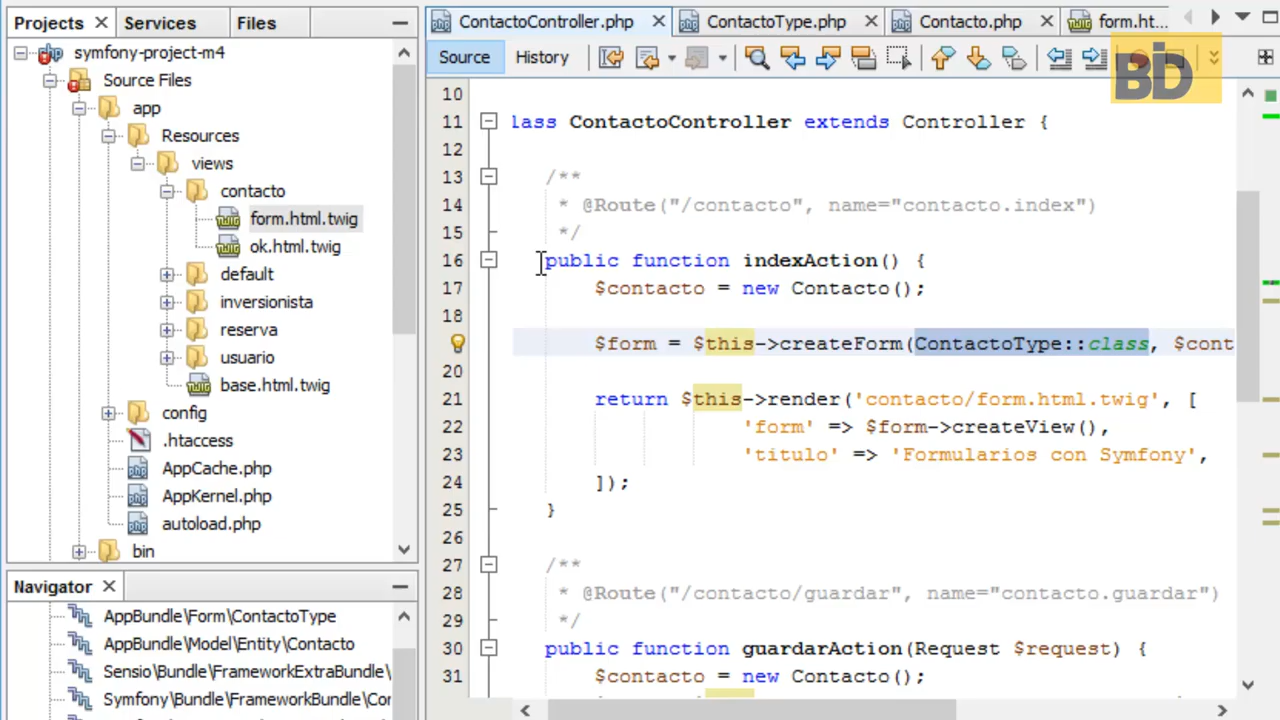 Projects
Services
Files
symfony-project-m4
Source Files
app
Resources
views
contacto
form.html.twig
ok.html.twig
default
inversionista
reserva
usuario
base.html.twig
config
.htaccess
AppCache.php
AppKernel.php
autoload.php
bin
Navigator
AppBundle\Form\ContactoType
AppBundle\Model\Entity\Contacto
Sensio\Bundle\FrameworkExtraBundle\
Symfony\Bundle\FrameworkBundle\Cor
ContactoController.php
ContactoType.php
Contacto.php
form.ht...
Source
History
BD
10
11 lass ContactoController extends Controller {
12
13 /**
14 * @Route("/contacto", name="contacto.index")
15 */
16 public function indexAction() {
17 $contacto = new Contacto();
18
$form = $this->createForm(ContactoType::class, $cont
20
21 return $this->render('contacto/form.html.twig', [
22 'form' => $form->createView(),
23 'titulo' => 'Formularios con Symfony',
24 ]);
25 }
26
27 /**
28 * @Route("/contacto/guardar", name="contacto.guardar")
29 */
30 public function guardarAction(Request $request) {
31 $contacto = new Contacto();